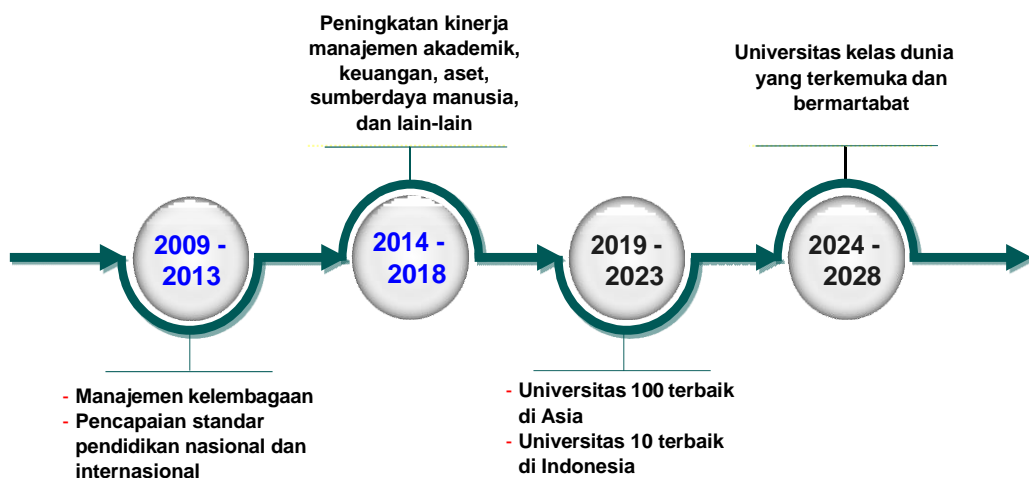 Peningkatan kinerja
manajemen akademik,
keuangan, aset,
sumberdaya manusia,
dan lain-lain
Universitas kelas dunia
yang terkemuka dan
bermartabat
2009 -
2013
2014 -
2018
2019 -
2023
2024 -
2028
- Manajemen kelembagaan
- Pencapaian standar
pendidikan nasional dan
internasional
- Universitas 100 terbaik
di Asia
- Universitas 10 terbaik
di Indonesia